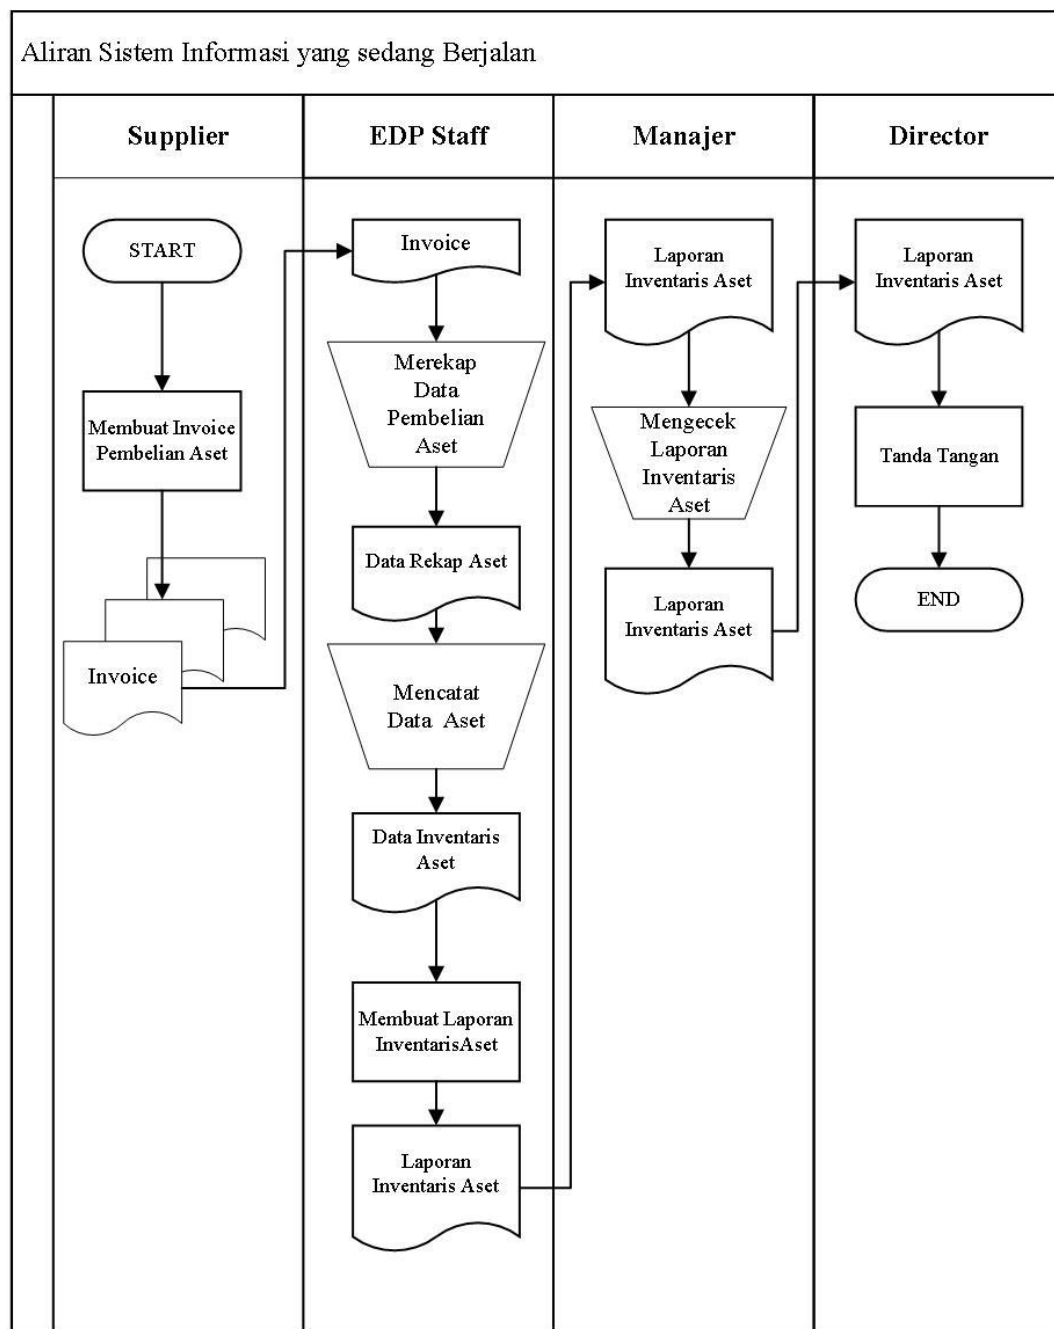 Aliran Sistem Informasi yang sedang Berjalan
Supplier
EDP Staff
Manajer
Director
START
Membuat Invoice
Pembelian Aset
Invoice
Invoice
Merekap
Data
Pembelian
Aset
Data Rekap Aset
Mencatat
Data Aset
Data Inventaris
Aset
Membuat Laporan
InventarisAset
Laporan
Inventaris Aset
Laporan
Inventaris Aset
Mengecek
Laporan
Inventaris
Aset
Laporan
Inventaris Aset
Laporan
Inventaris Aset
Tanda Tangan
END